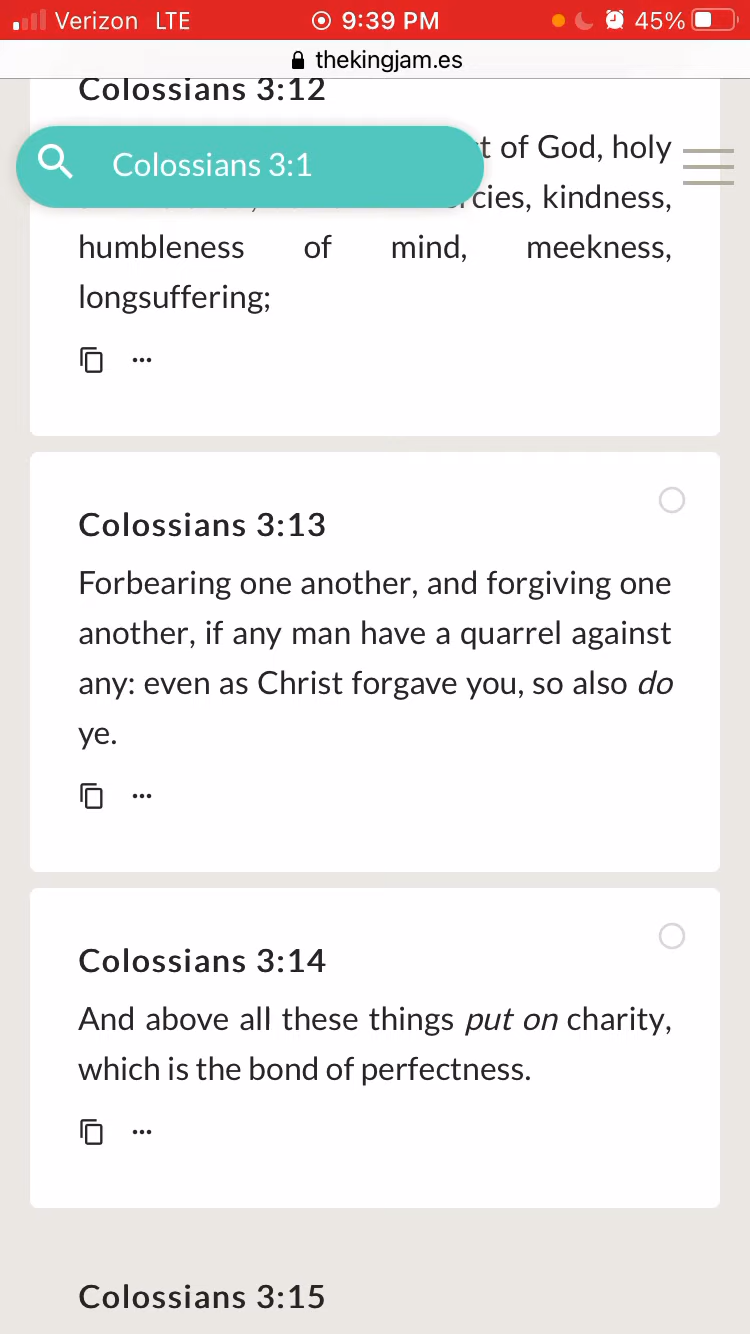 Verizon LTE 9:39 PM 45%
thekingjam.es
Colossians 3:12
Colossians 3:1
of God, holy
kindness,
humbleness of mind, meekness,
longsuffering;
Colossians 3:13
Forbearing one another, and forgiving one
another, if any man have a quarrel against
any: even as Christ forgave you, so also do
ye.
Colossians 3:14
And above all these things put on charity,
which is the bond of perfectness.
Colossians 3:15